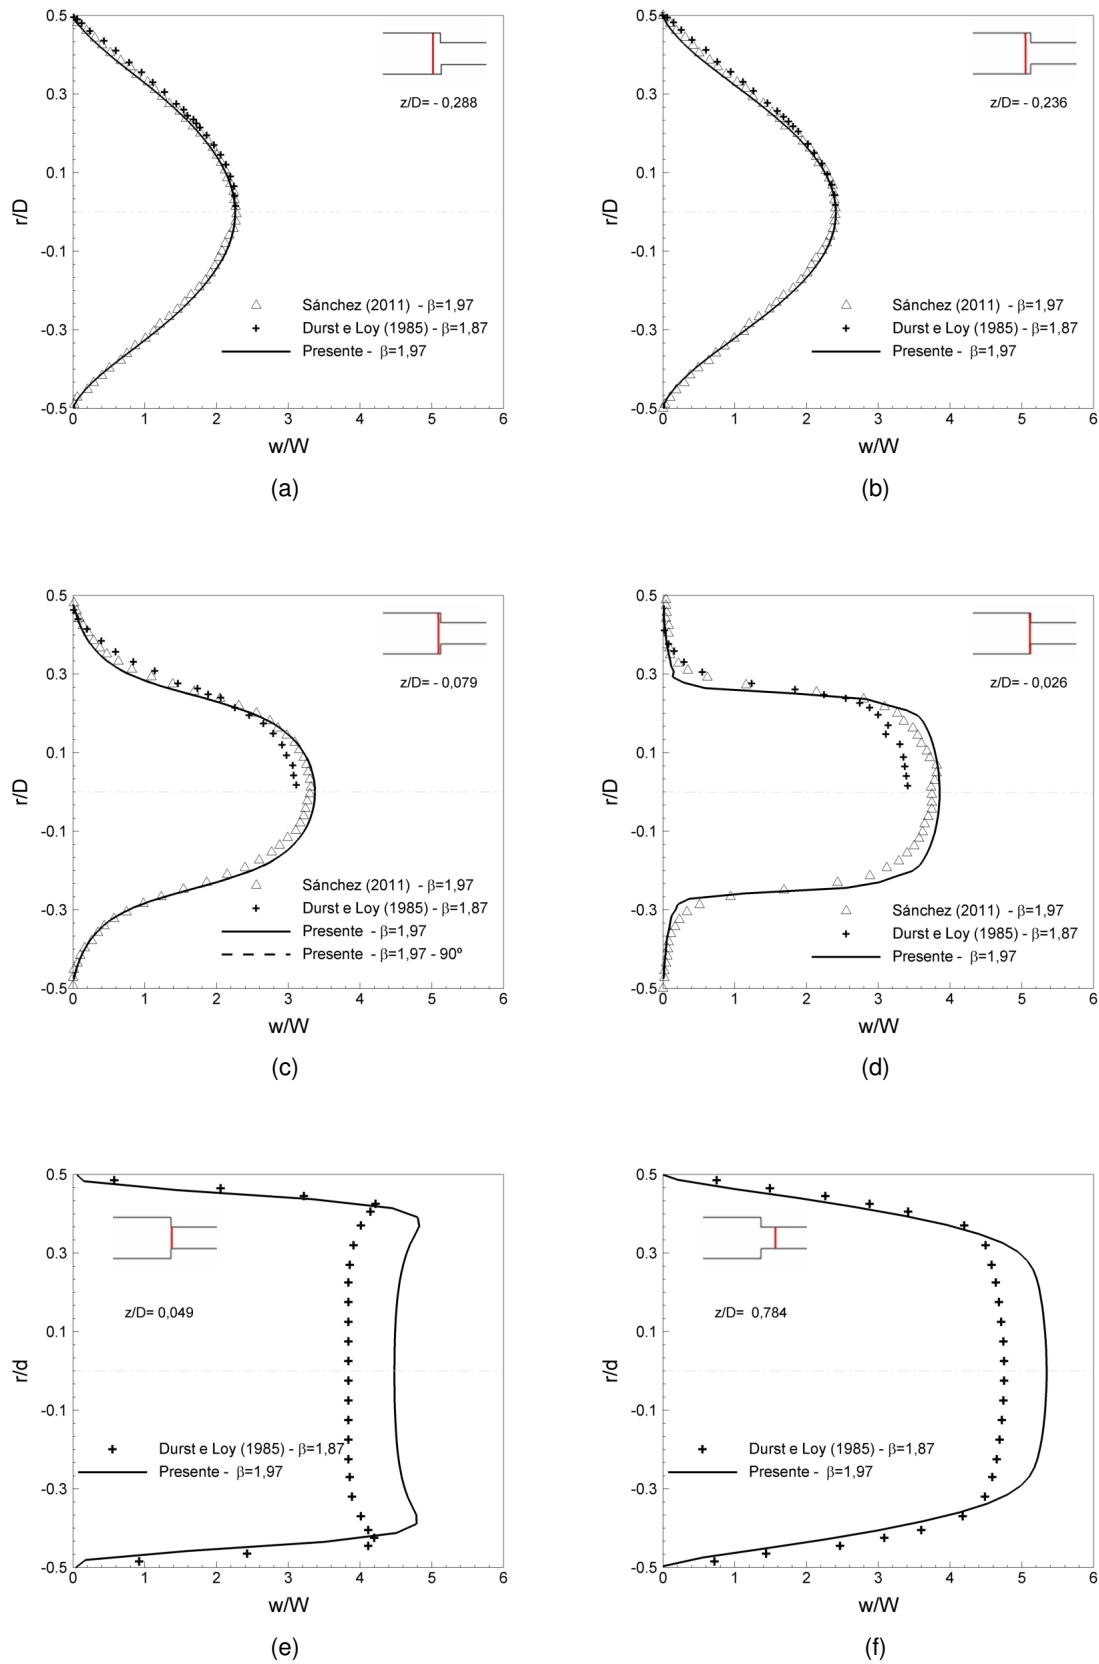 0.5
0.3
0.1
-0.1
-0.3
-0.5
r/D
z/D= - 0,288
Sánchez (2011) - β=1,97
Durst e Loy (1985) - β=1,87
Presente - β=1,97
0 1 2 3 4 5 6
w/W
(a)
0.5
0.3
0.1
-0.1
-0.3
-0.5
r/D
z/D= - 0,236
Sánchez (2011) - β=1,97
Durst e Loy (1985) - β=1,87
Presente - β=1,97
0 1 2 3 4 5 6
w/W
(b)
0.5
0.3
0.1
-0.1
-0.3
-0.5
r/D
z/D= - 0,079
Sánchez (2011) - β=1,97
Durst e Loy (1985) - β=1,87
Presente - β=1,97
Presente - β=1,97 - 90º
0 1 2 3 4 5 6
w/W
(c)
0.5
0.3
0.1
-0.1
-0.3
-0.5
r/D
z/D= - 0,026
Sánchez (2011) - β=1,97
Durst e Loy (1985) - β=1,87
Presente - β=1,97
0 1 2 3 4 5 6
w/W
(d)
0.5
0.3
0.1
-0.1
-0.3
-0.5
r/d
z/D= 0,049
Durst e Loy (1985) - β=1,87
Presente - β=1,97
0 1 2 3 4 5 6
w/W
(e)
0.5
0.3
0.1
-0.1
-0.3
-0.5
r/d
z/D= 0,784
Durst e Loy (1985) - β=1,87
Presente - β=1,97
0 1 2 3 4 5 6
w/W
(f)